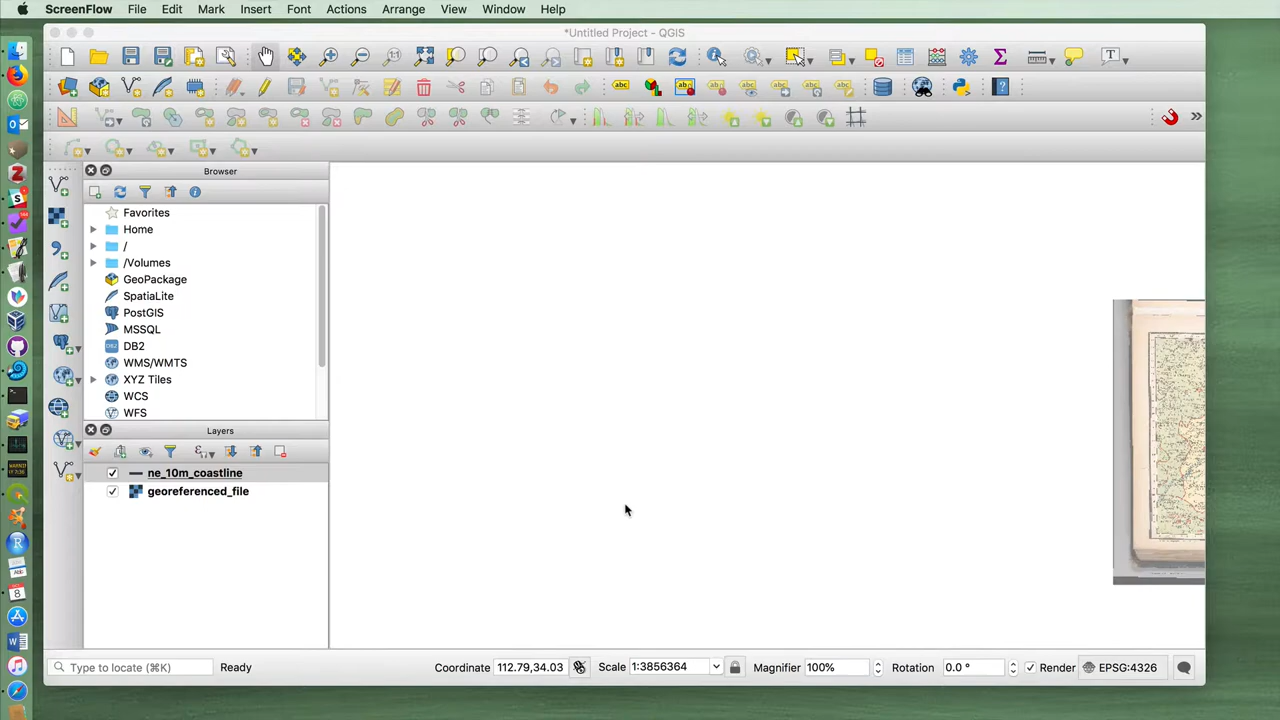 ScreenFlow File Edit Mark Insert Font Actions Arrange View Window Help
*Untitled Project - QGIS
Browser
Favorites
Home
/
/Volumes
GeoPackage
SpatiaLite
PostGIS
MSSQL
DB2
WMS/WMTS
XYZ Tiles
WCS
WFS
Layers
ne_10m_coastline
georeferenced_file
Type to locate (⌘K) Ready Coordinate 112.79,34.03 Scale 1:3856364 Magnifier 100% Rotation 0.0 ° Render EPSG:4326